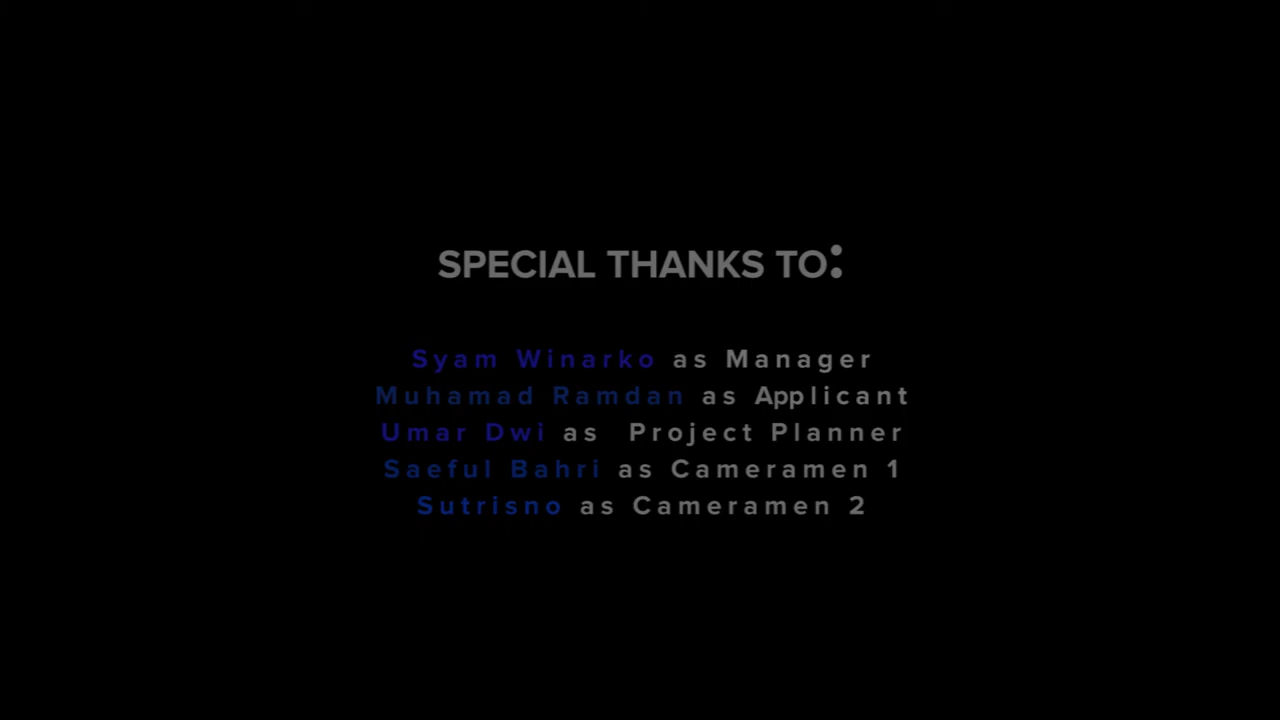 SPECIAL THANKS TO:
Syam Winarko as Manager
Muhamad Ramdan as Applicant
Umar Dwi as Project Planner
Saeful Bahri as Cameramen 1
Sutrisno as Cameramen 2